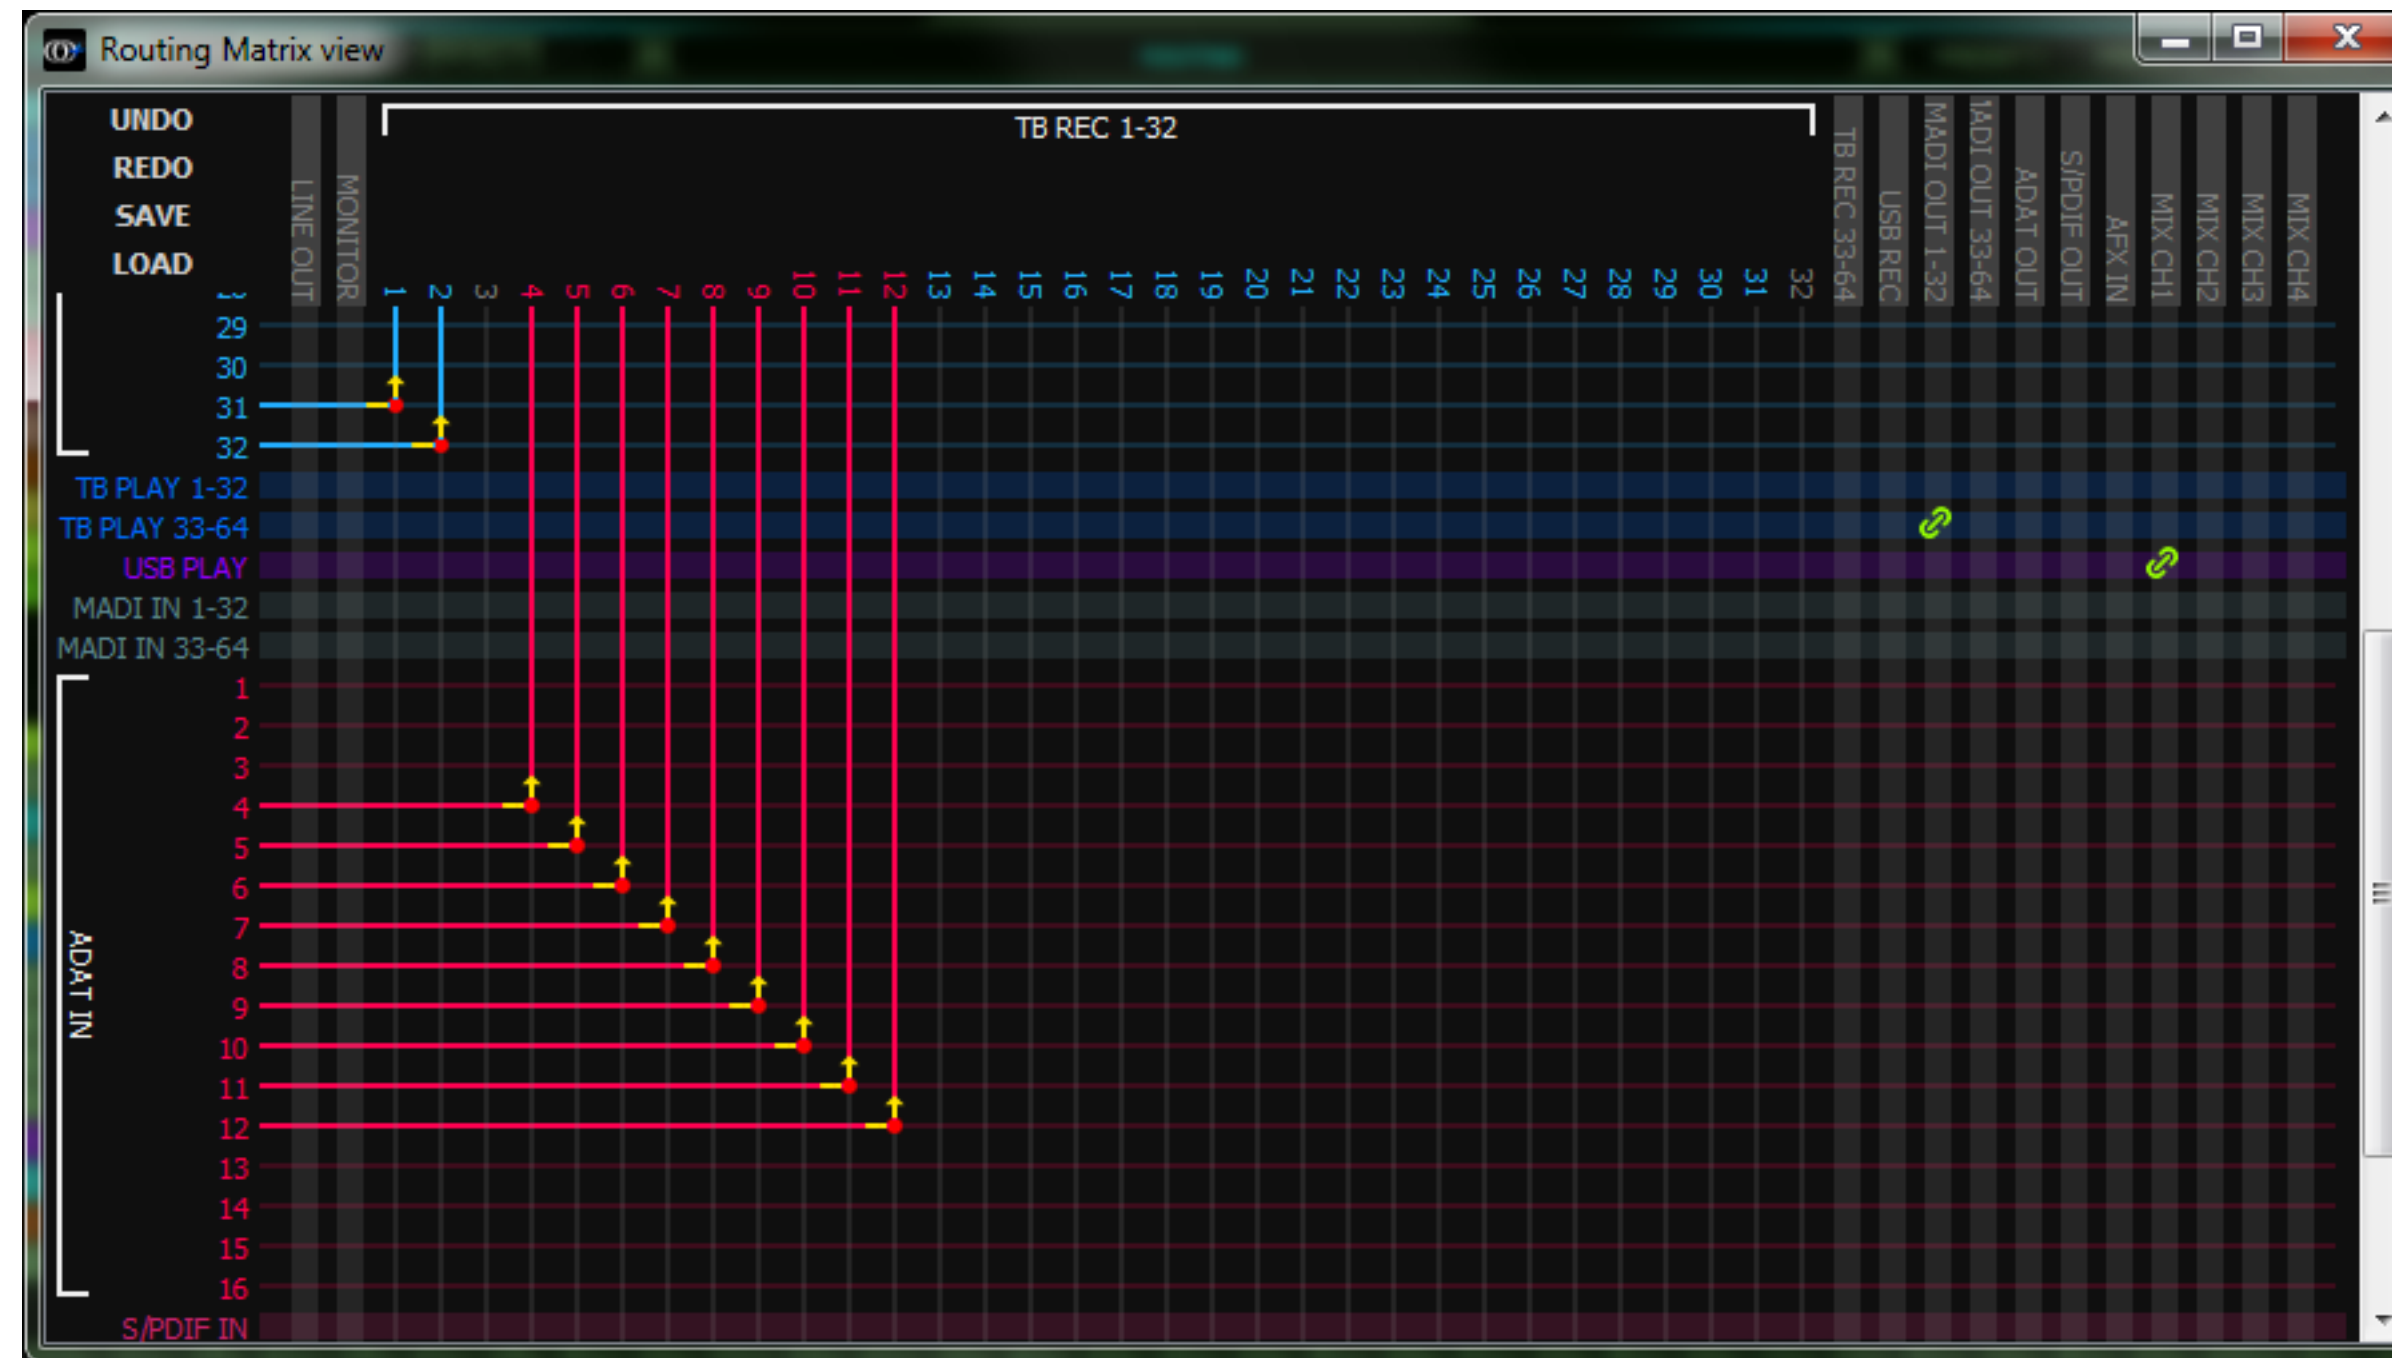 Routing Matrix view
UNDO
REDO
SAVE
LOAD
LINE OUT
MONITOR
TB REC 1-32
TB REC 33-64
USB REC
MADI OUT 1-32
ADI OUT 33-64
ADAT OUT
S/PDIF OUT
AFX IN
MIX CH1
MIX CH2
MIX CH3
MIX CH4
1 2 3 4 5 6 7 8 9 10 11 12 13 14 15 16 17 18 19 20 21 22 23 24 25 26 27 28 29 30 31 32
29
30
31
32
TB PLAY 1-32
TB PLAY 33-64
USB PLAY
MADI IN 1-32
MADI IN 33-64
ADAT IN
1
2
3
4
5
6
7
8
9
10
11
12
13
14
15
16
S/PDIF IN